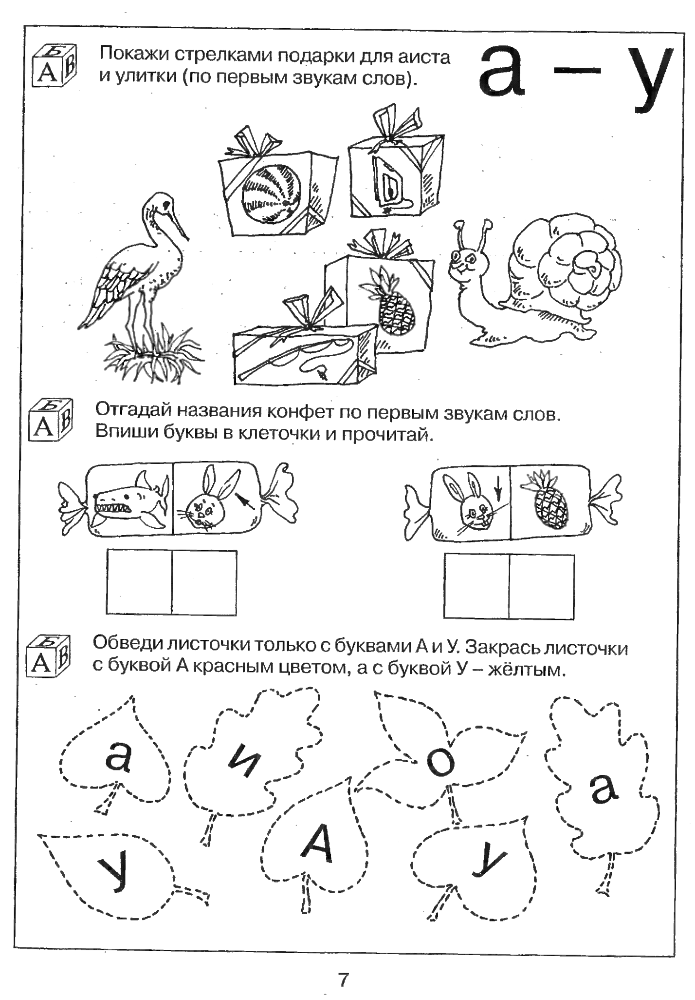 Покажи стрелками подарки для аиста
и улитки (по первым звукам слов).
а – у
Б
А В
Отгадай названия конфет по первым звукам слов.
Впиши буквы в клеточки и прочитай.
Б
А В
Обведи листочки только с буквами А и У. Закрась листочки
с буквой А красным цветом, а с буквой У – жёлтым.
Б
А В
а и о а
у А у
7